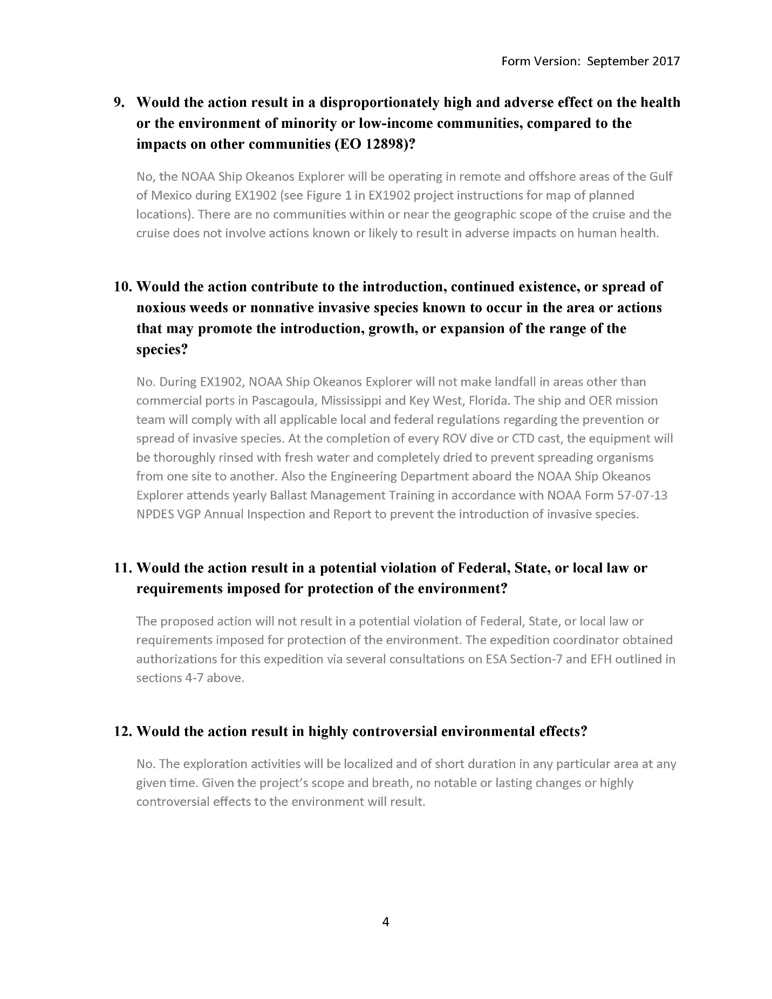 Form Version:  September 2017
9. Would the action result in a disproportionately high and adverse effect on the health
or the environment of minority or low-income communities, compared to the
impacts on other communities (EO 12898)?
No, the NOAA Ship Okeanos Explorer will be operating in remote and offshore areas of the Gulf
of Mexico during EX1902 (see Figure 1 in EX1902 project instructions for map of planned
locations). There are no communities within or near the geographic scope of the cruise and the
cruise does not involve actions known or likely to result in adverse impacts on human health.
10. Would the action contribute to the introduction, continued existence, or spread of
noxious weeds or nonnative invasive species known to occur in the area or actions
that may promote the introduction, growth, or expansion of the range of the
species?
No. During EX1902, NOAA Ship Okeanos Explorer will not make landfall in areas other than
commercial ports in Pascagoula, Mississippi and Key West, Florida. The ship and OER mission
team will comply with all applicable local and federal regulations regarding the prevention or
spread of invasive species. At the completion of every ROV dive or CTD cast, the equipment will
be thoroughly rinsed with fresh water and completely dried to prevent spreading organisms
from one site to another. Also the Engineering Department aboard the NOAA Ship Okeanos
Explorer attends yearly Ballast Management Training in accordance with NOAA Form 57-07-13
NPDES VGP Annual Inspection and Report to prevent the introduction of invasive species.
11. Would the action result in a potential violation of Federal, State, or local law or
requirements imposed for protection of the environment?
The proposed action will not result in a potential violation of Federal, State, or local law or
requirements imposed for protection of the environment. The expedition coordinator obtained
authorizations for this expedition via several consultations on ESA Section-7 and EFH outlined in
sections 4-7 above.
12. Would the action result in highly controversial environmental effects?
No. The exploration activities will be localized and of short duration in any particular area at any
given time. Given the project’s scope and breath, no notable or lasting changes or highly
controversial effects to the environment will result.
4